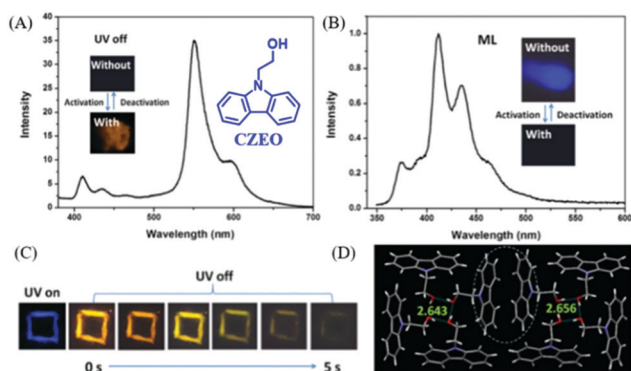 (A)
35
30
25
20
15
10
5
0
Intensity
UV off
Without
Activation
Deactivation
With
OH
N
CZEO
400
500
600
700
Wavelength (nm)
(B)
1.0
0.8
0.6
0.4
0.2
0.0
Intensity
ML
Without
Activation
Deactivation
With
350
400
450
500
550
600
Wavelength (nm)
(C)
UV on
UV off
0 s
5 s
(D)
2.643
2.656